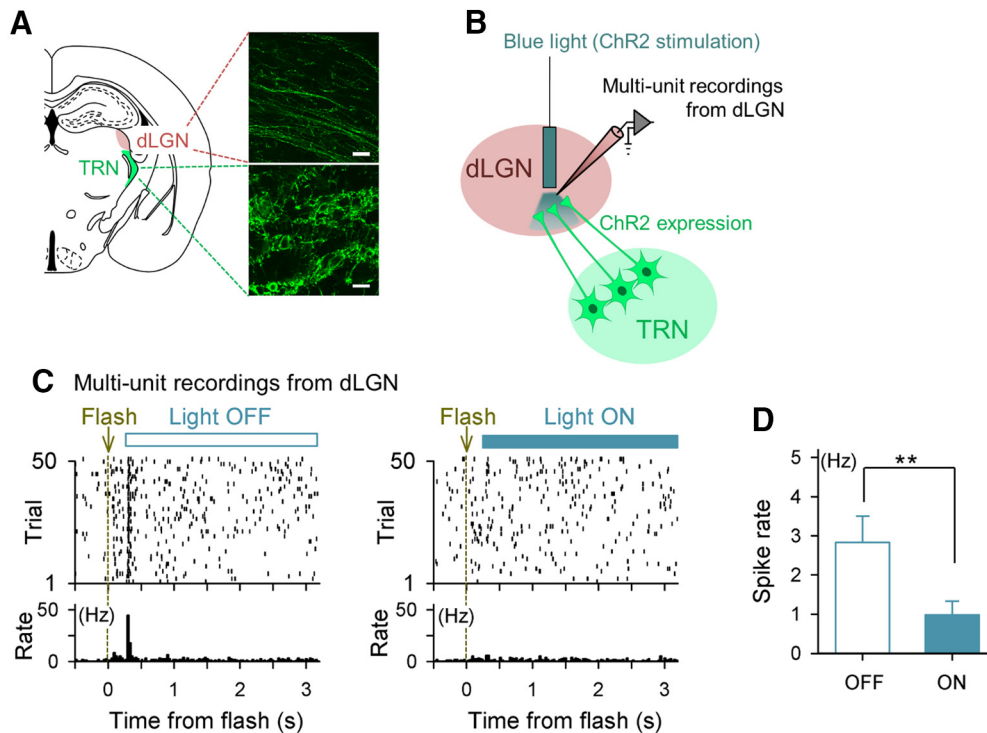 A
dLGN
TRN
B
Blue light (ChR2 stimulation)
Multi-unit recordings
from dLGN
dLGN
ChR2 expression
TRN
C Multi-unit recordings from dLGN
Flash Light OFF
50
Trial
1
50 (Hz)
Rate
0
0 1 2 3
Time from flash (s)
Flash Light ON
50
Trial
1
50 (Hz)
Rate
0
0 1 2 3
Time from flash (s)
D
5 (Hz)
**
4
3
2
1
0
Spike rate
OFF ON